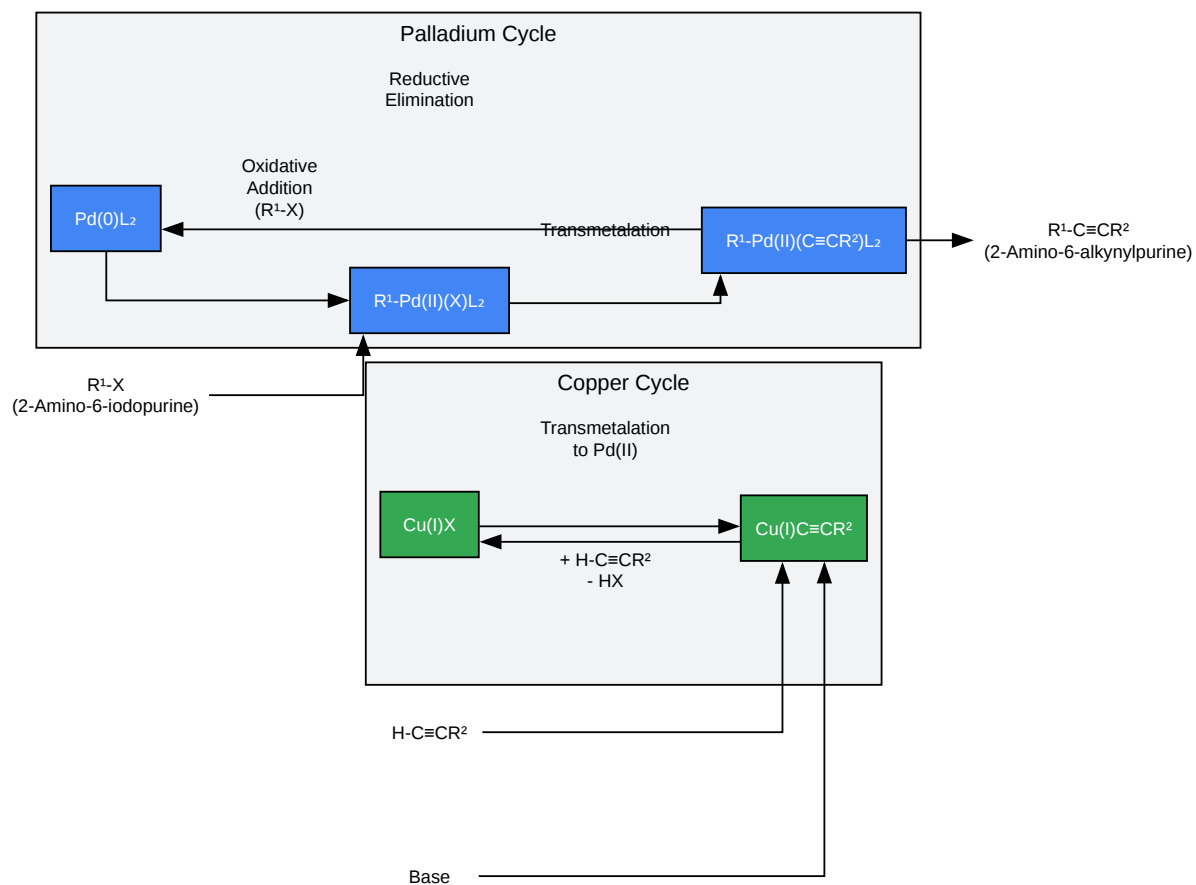 Palladium Cycle
Reductive
Elimination
Oxidative
Addition
(R¹-X)
Pd(0)L₂
Transmetalation
R¹-Pd(II)(C≡CR²)L₂
R¹-C≡CR²
(2-Amino-6-alkynylpurine)
R¹-Pd(II)(X)L₂
R¹-X
(2-Amino-6-iodopurine)
Copper Cycle
Transmetalation
to Pd(II)
Cu(I)X
Cu(I)C≡CR²
+ H-C≡CR²
- HX
H-C≡CR²
Base